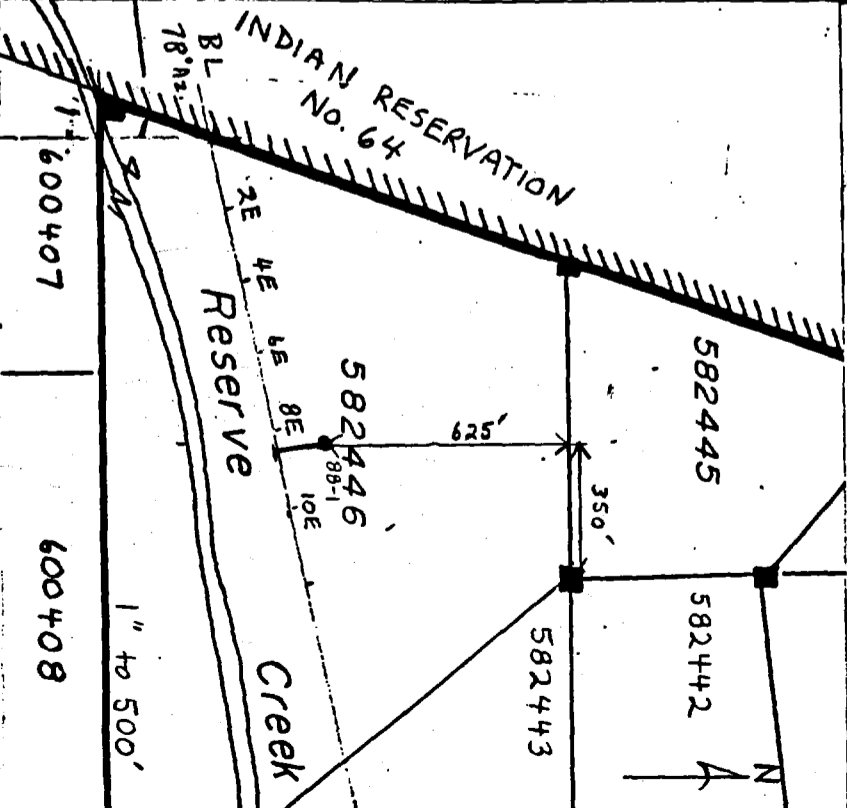 INDIAN RESERVATION
No. 64
BL
78° Az.
2E
4E
6E
8E
10E
Reserve
Creek
600407
600408
1" to 500'
582446
88-1
625'
350'
582445
582442
582443
N